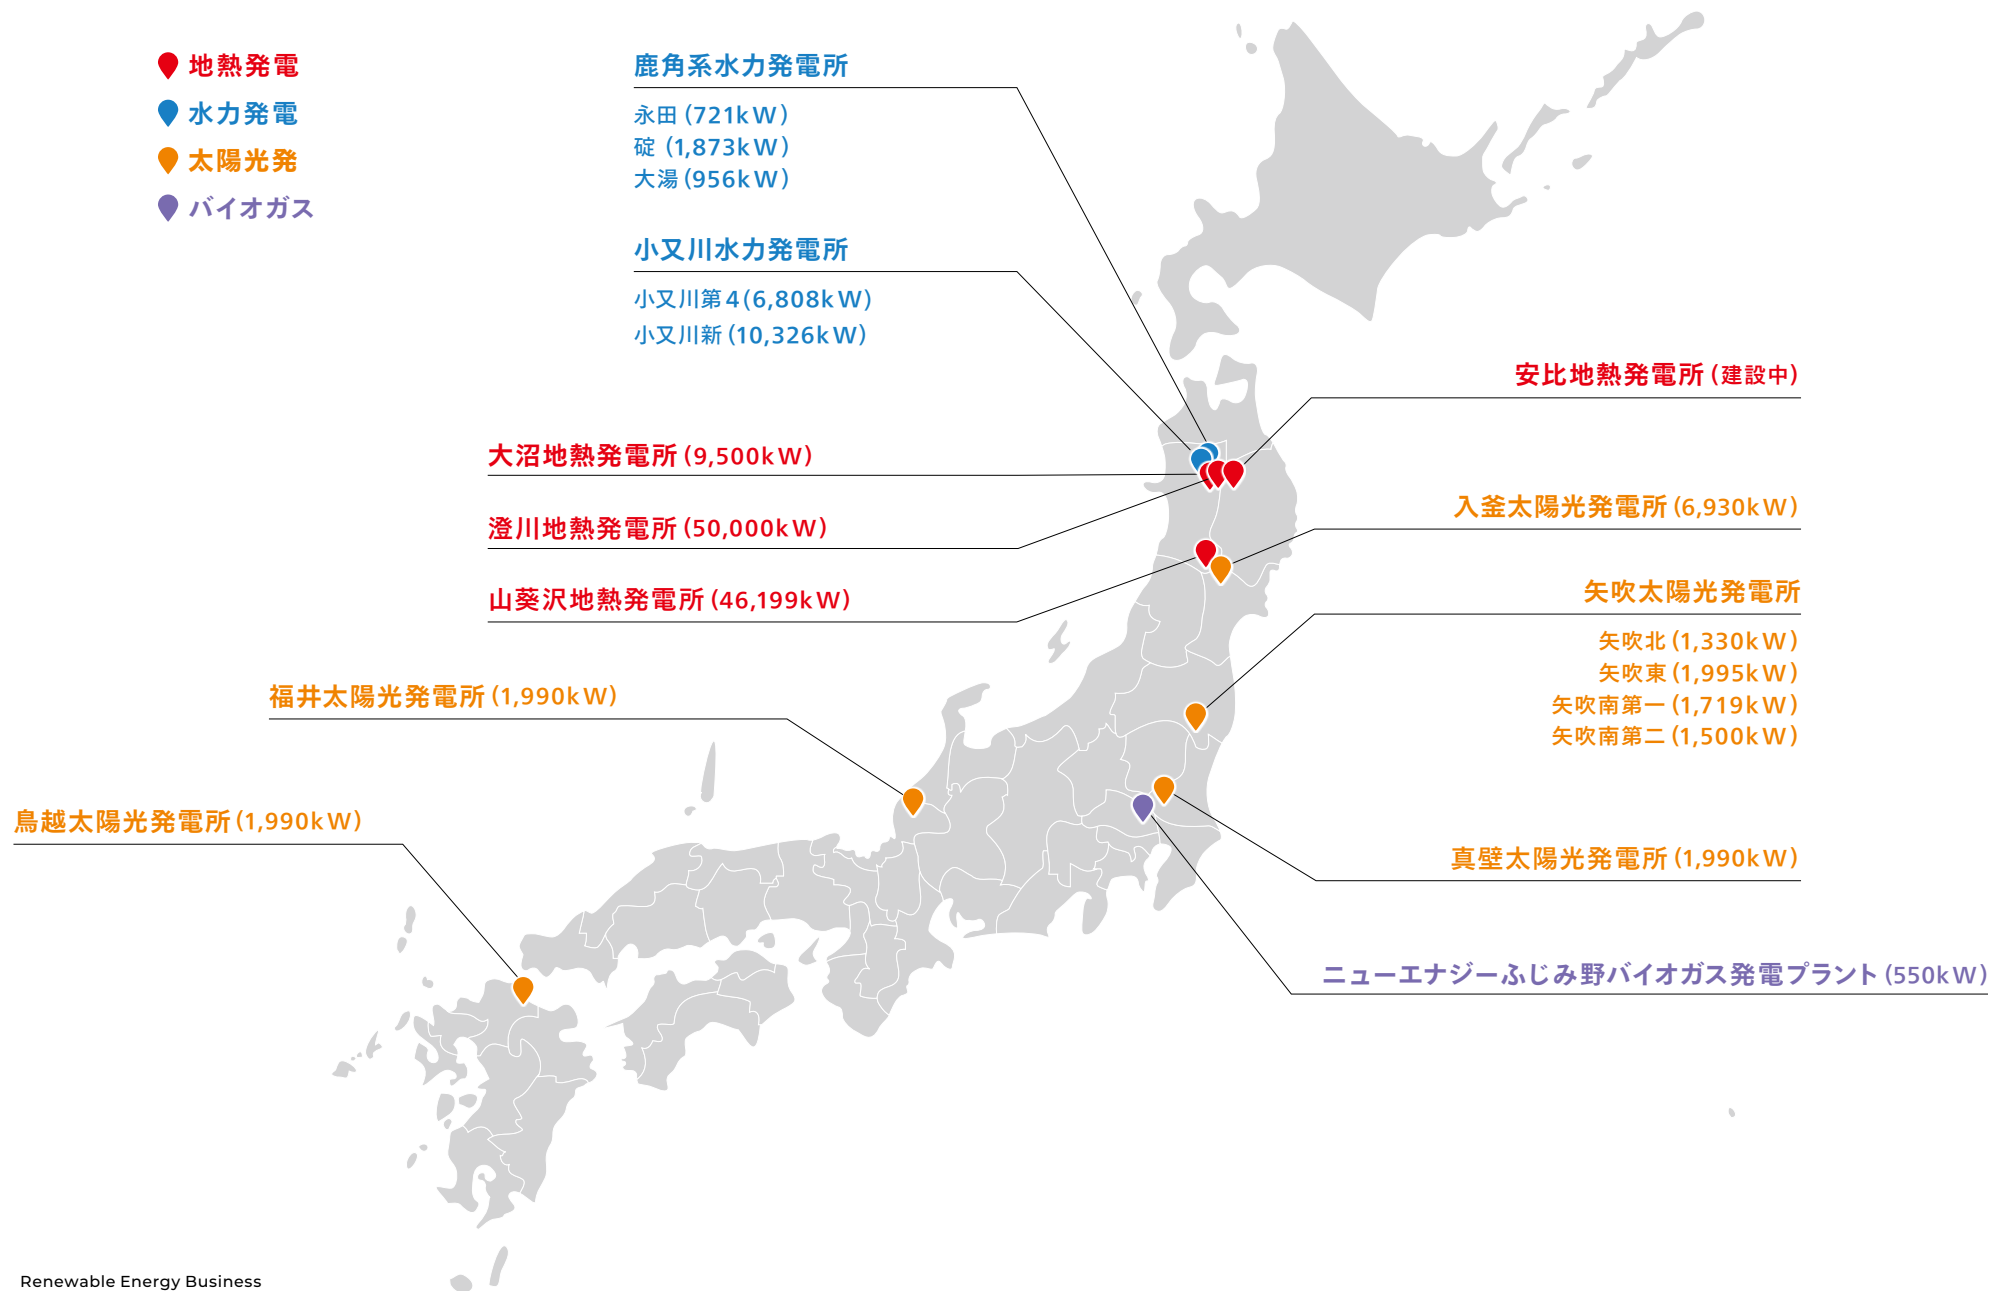 地熱発電
水力発電
太陽光発
バイオガス
鹿角系水力発電所
永田(721kW)
碇(1,873kW)
大湯(956kW)
小又川水力発電所
小又川第4(6,808kW)
小又川新(10,326kW)
安比地熱発電所(建設中)
大沼地熱発電所(9,500kW)
澄川地熱発電所(50,000kW)
山葵沢地熱発電所(46,199kW)
入釜太陽光発電所(6,930kW)
矢吹太陽光発電所
矢吹北(1,330kW)
矢吹東(1,995kW)
矢吹南第一(1,719kW)
矢吹南第二(1,500kW)
福井太陽光発電所(1,990kW)
鳥越太陽光発電所(1,990kW)
真壁太陽光発電所(1,990kW)
ニューエナジーふじみ野バイオガス発電プラント(550kW)
Renewable Energy Business